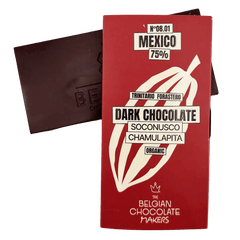 N°08.01
MEXICO
75%
TRINITARIO FORASTERO
DARK CHOCOLATE
SOCONUSCO
CHAMULAPITA
ORGANIC
THE
BELGIAN
CHOCOLATE
MAKERS